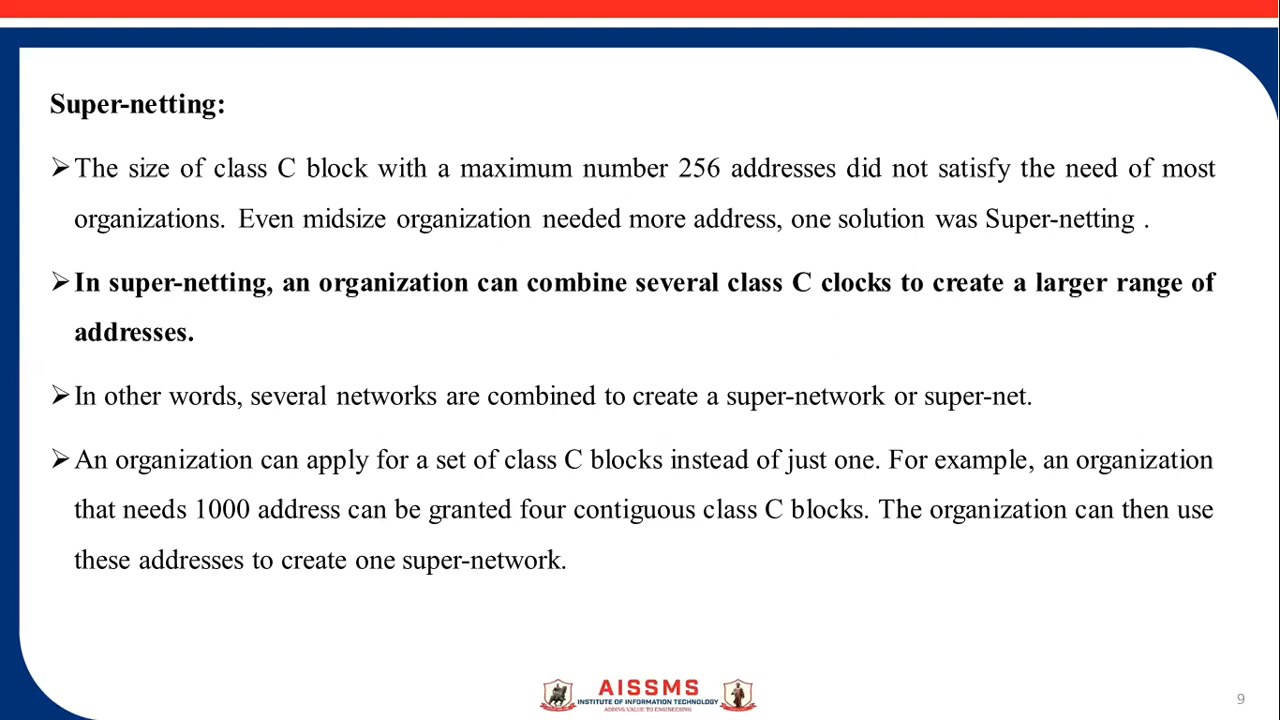 Super-netting:
➢The size of class C block with a maximum number 256 addresses did not satisfy the need of most
organizations. Even midsize organization needed more address, one solution was Super-netting .
➢In super-netting, an organization can combine several class C clocks to create a larger range of
addresses.
➢In other words, several networks are combined to create a super-network or super-net.
➢An organization can apply for a set of class C blocks instead of just one. For example, an organization
that needs 1000 address can be granted four contiguous class C blocks. The organization can then use
these addresses to create one super-network.
AISSMS
INSTITUTE OF INFORMATION TECHNOLOGY
ADDING VALUE TO ENGINEERING
9